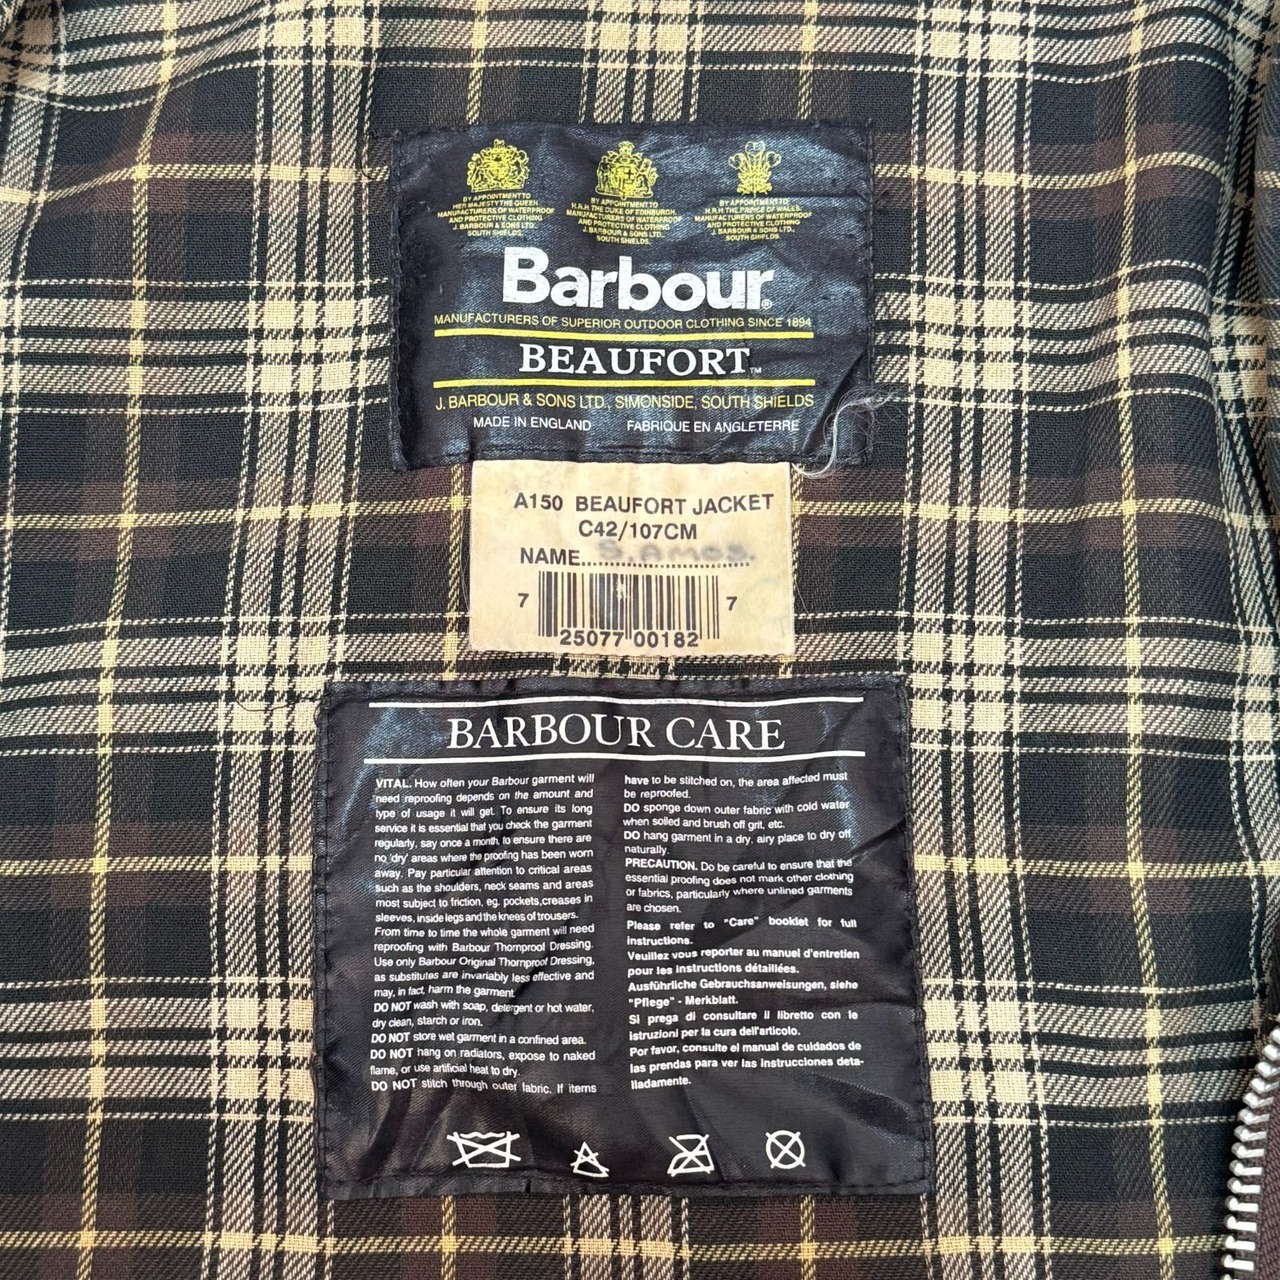 BY APPOINTMENT TO
HER MAJESTY THE QUEEN
MANUFACTURERS OF WATERPROOF
AND PROTECTIVE CLOTHING
J. BARBOUR & SONS LTD.
SOUTH SHIELDS.
BY APPOINTMENT TO
H.R.H. THE DUKE OF EDINBURGH
MANUFACTURERS OF WATERPROOF
AND PROTECTIVE CLOTHING
J. BARBOUR & SONS LTD.
SOUTH SHIELDS.
BY APPOINTMENT TO
H.R.H. THE PRINCE OF WALES
MANUFACTURERS OF WATERPROOF
AND PROTECTIVE CLOTHING
J. BARBOUR & SONS LTD.
SOUTH SHIELDS.
Barbour®
MANUFACTURERS OF SUPERIOR OUTDOOR CLOTHING SINCE 1894
BEAUFORT™
J. BARBOUR & SONS LTD., SIMONSIDE, SOUTH SHIELDS
MADE IN ENGLAND FABRIQUE EN ANGLETERRE
A150 BEAUFORT JACKET
C42/107CM
NAME... S. Amos.
7 25077 00182 7
BARBOUR CARE
VITAL. How often your Barbour garment will
need reproofing depends on the amount and
type of usage it will get. To ensure its long
service it is essential that you check the garment
regularly, say once a month, to ensure there are
no 'dry' areas where the proofing has been worn
away. Pay particular attention to critical areas
such as the shoulders, neck seams and areas
most subject to friction, eg. pockets,creases in
sleeves, inside legs and the knees of trousers.
From time to time the whole garment will need
reproofing with Barbour Thornproof Dressing.
Use only Barbour Original Thornproof Dressing,
as substitutes are invariably less effective and
may, in fact, harm the garment.
DO NOT wash with soap, detergent or hot water,
dry clean, starch or iron.
DO NOT store wet garment in a confined area.
DO NOT hang on radiators, expose to naked
flame, or use artificial heat to dry.
DO NOT stitch through outer fabric. If items
have to be stitched on, the area affected must
be reproofed.
DO sponge down outer fabric with cold water
when soiled and brush off grit, etc.
DO hang garment in a dry, airy place to dry off
naturally.
PRECAUTION. Do be careful to ensure that the
essential proofing does not mark other clothing
or fabrics, particularly where unlined garments
are chosen.
Please refer to "Care" booklet for full
instructions.
Veuillez vous reporter au manuel d'entretien
pour les instructions détaillées.
Ausführliche Gebrauchsanweisungen, siehe
"Pflege" - Merkblatt.
Si prega di consultare il libretto con le
istruzioni per la cura dell'articolo.
Por favor, consulte el manual de cuidados de
las prendas para ver las instrucciones deta-
lladamente.